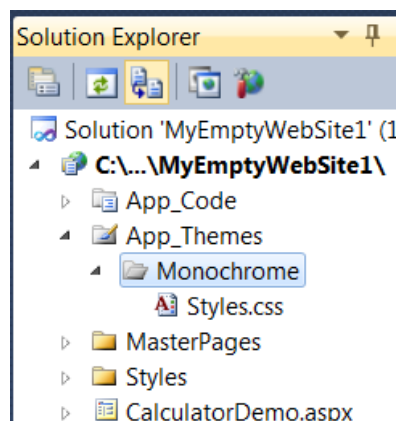 Solution Explorer
Solution 'MyEmptyWebSite1' (1
C:\...\MyEmptyWebSite1\
App_Code
App_Themes
Monochrome
Styles.css
MasterPages
Styles
CalculatorDemo.aspx